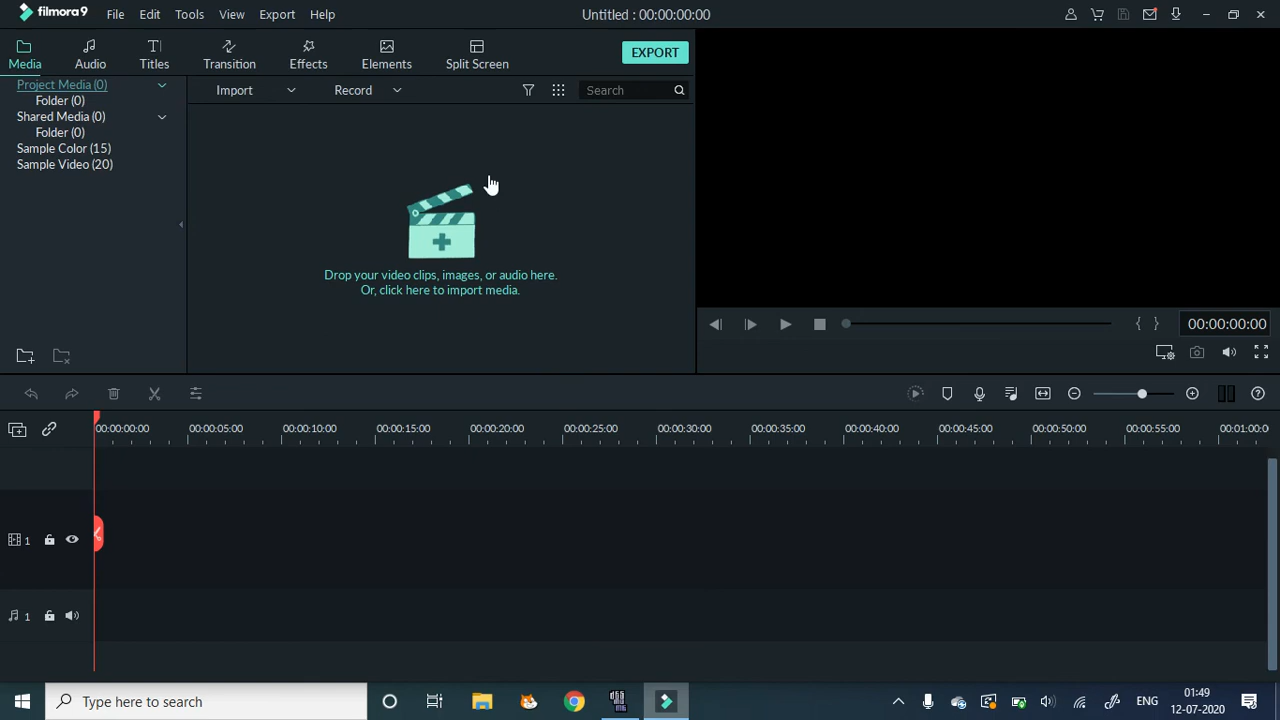 filmora9
File Edit Tools View Export Help
Untitled : 00:00:00:00
Media Audio Titles Transition Effects Elements Split Screen
EXPORT
Project Media (0)
Folder (0)
Shared Media (0)
Folder (0)
Sample Color (15)
Sample Video (20)
Import Record Search
Drop your video clips, images, or audio here.
Or, click here to import media.
00:00:00:00
00:00:00:00 00:00:05:00 00:00:10:00 00:00:15:00 00:00:20:00 00:00:25:00 00:00:30:00 00:00:35:00 00:00:40:00 00:00:45:00 00:00:50:00 00:00:55:00 00:01:00:0
1
1
Type here to search
ENG
01:49
12-07-2020